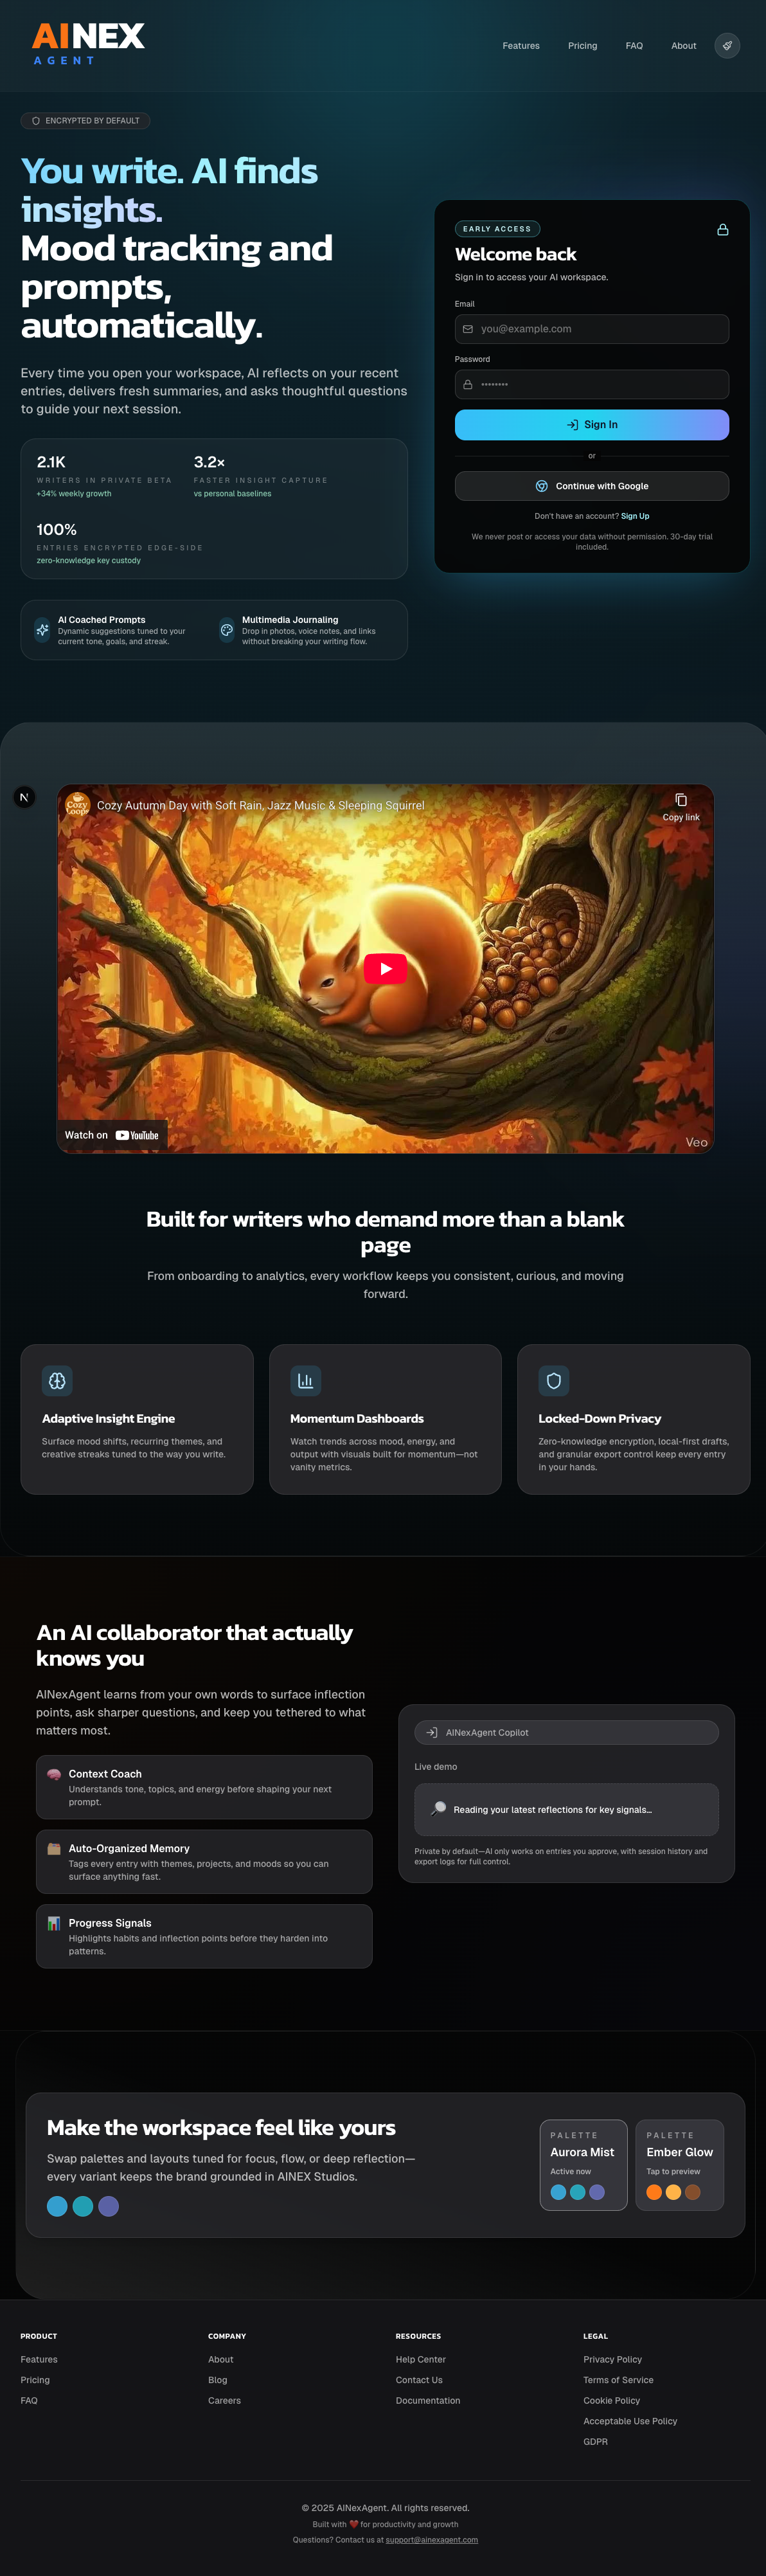 AINEX
AGENT
Features
Pricing
FAQ
About
ENCRYPTED BY DEFAULT
You write. AI finds
insights.
Mood tracking and
prompts,
automatically.
Every time you open your workspace, AI reflects on your recent
entries, delivers fresh summaries, and asks thoughtful questions
to guide your next session.
2.1K
WRITERS IN PRIVATE BETA
+34% weekly growth
3.2×
FASTER INSIGHT CAPTURE
vs personal baselines
100%
ENTRIES ENCRYPTED EDGE-SIDE
zero-knowledge key custody
AI Coached Prompts
Dynamic suggestions tuned to your
current tone, goals, and streak.
Multimedia Journaling
Drop in photos, voice notes, and links
without breaking your writing flow.
EARLY ACCESS
Welcome back
Sign in to access your AI workspace.
Email
you@example.com
Password
••••••••
Sign In
or
Continue with Google
Don't have an account? Sign Up
We never post or access your data without permission. 30-day trial
included.
N
Cozy Loops
Cozy Autumn Day with Soft Rain, Jazz Music & Sleeping Squirrel
Copy link
Watch on YouTube
Veo
Built for writers who demand more than a blank
page
From onboarding to analytics, every workflow keeps you consistent, curious, and moving
forward.
Adaptive Insight Engine
Surface mood shifts, recurring themes, and
creative streaks tuned to the way you write.
Momentum Dashboards
Watch trends across mood, energy, and
output with visuals built for momentum—not
vanity metrics.
Locked-Down Privacy
Zero-knowledge encryption, local-first drafts,
and granular export control keep every entry
in your hands.
An AI collaborator that actually
knows you
AINexAgent learns from your own words to surface inflection
points, ask sharper questions, and keep you tethered to what
matters most.
Context Coach
Understands tone, topics, and energy before shaping your next
prompt.
Auto-Organized Memory
Tags every entry with themes, projects, and moods so you can
surface anything fast.
Progress Signals
Highlights habits and inflection points before they harden into
patterns.
AINexAgent Copilot
Live demo
Reading your latest reflections for key signals...
Private by default—AI only works on entries you approve, with session history and
export logs for full control.
Make the workspace feel like yours
Swap palettes and layouts tuned for focus, flow, or deep reflection—
every variant keeps the brand grounded in AINEX Studios.
PALETTE
Aurora Mist
Active now
PALETTE
Ember Glow
Tap to preview
PRODUCT
Features
Pricing
FAQ
COMPANY
About
Blog
Careers
RESOURCES
Help Center
Contact Us
Documentation
LEGAL
Privacy Policy
Terms of Service
Cookie Policy
Acceptable Use Policy
GDPR
© 2025 AINexAgent. All rights reserved.
Built with ❤️ for productivity and growth
Questions? Contact us at support@ainexagent.com